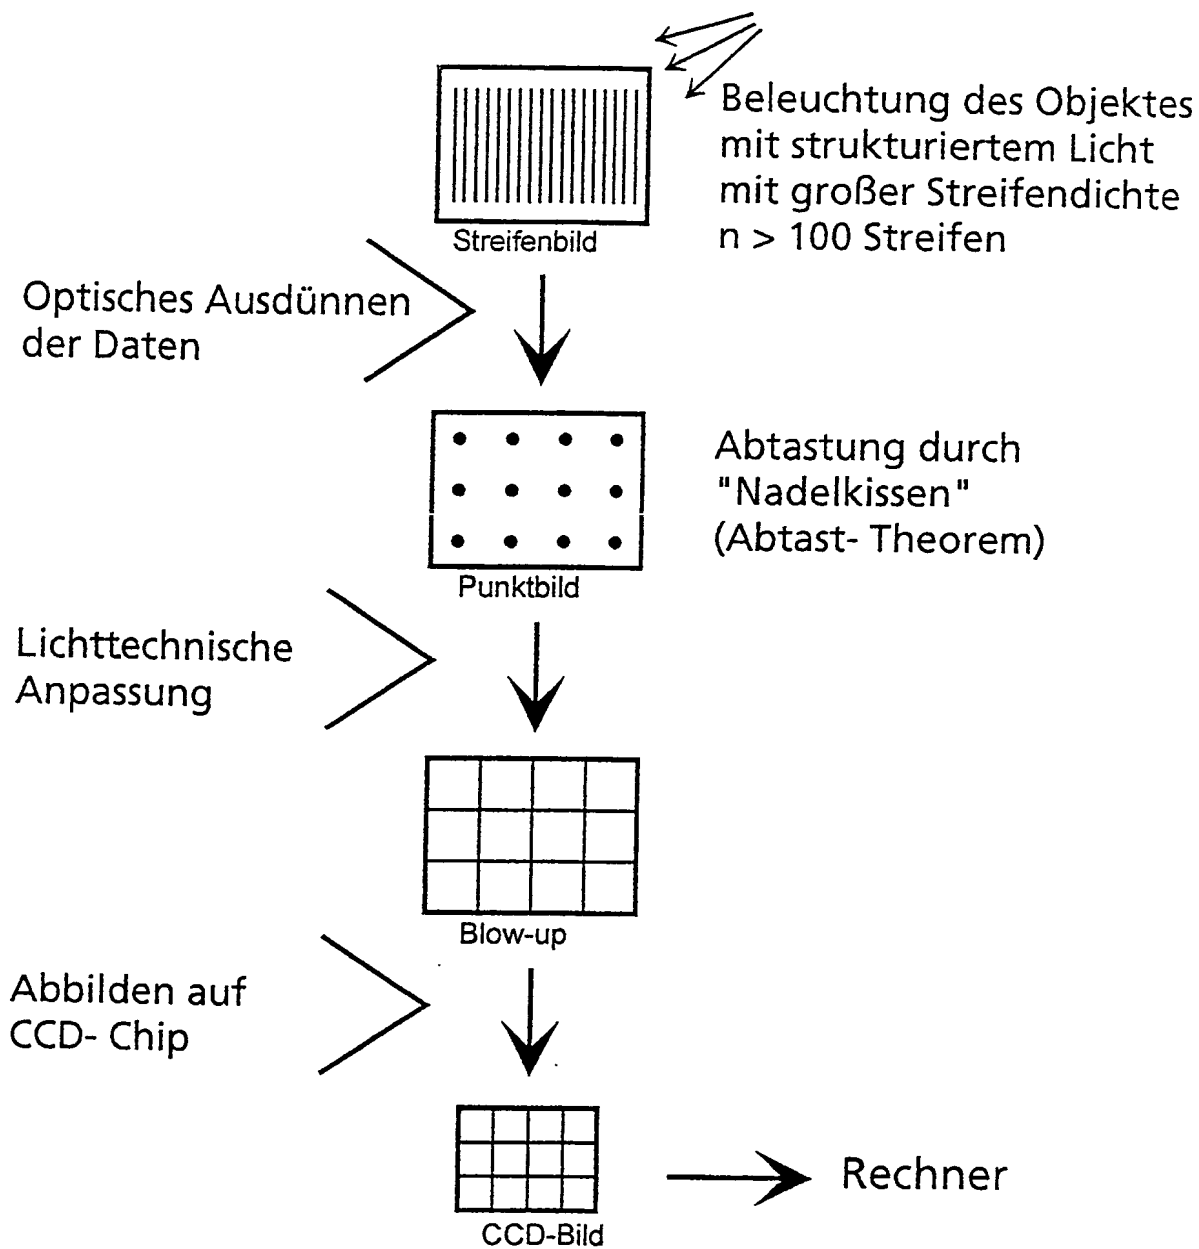 Beleuchtung des Objektes
mit strukturiertem Licht
mit großer Streifendichte
n > 100 Streifen
Streifenbild
Optisches Ausdünnen
der Daten
Abtastung durch
"Nadelkissen"
(Abtast- Theorem)
Punktbild
Lichttechnische
Anpassung
Blow-up
Abbilden auf
CCD- Chip
Rechner
CCD-Bild